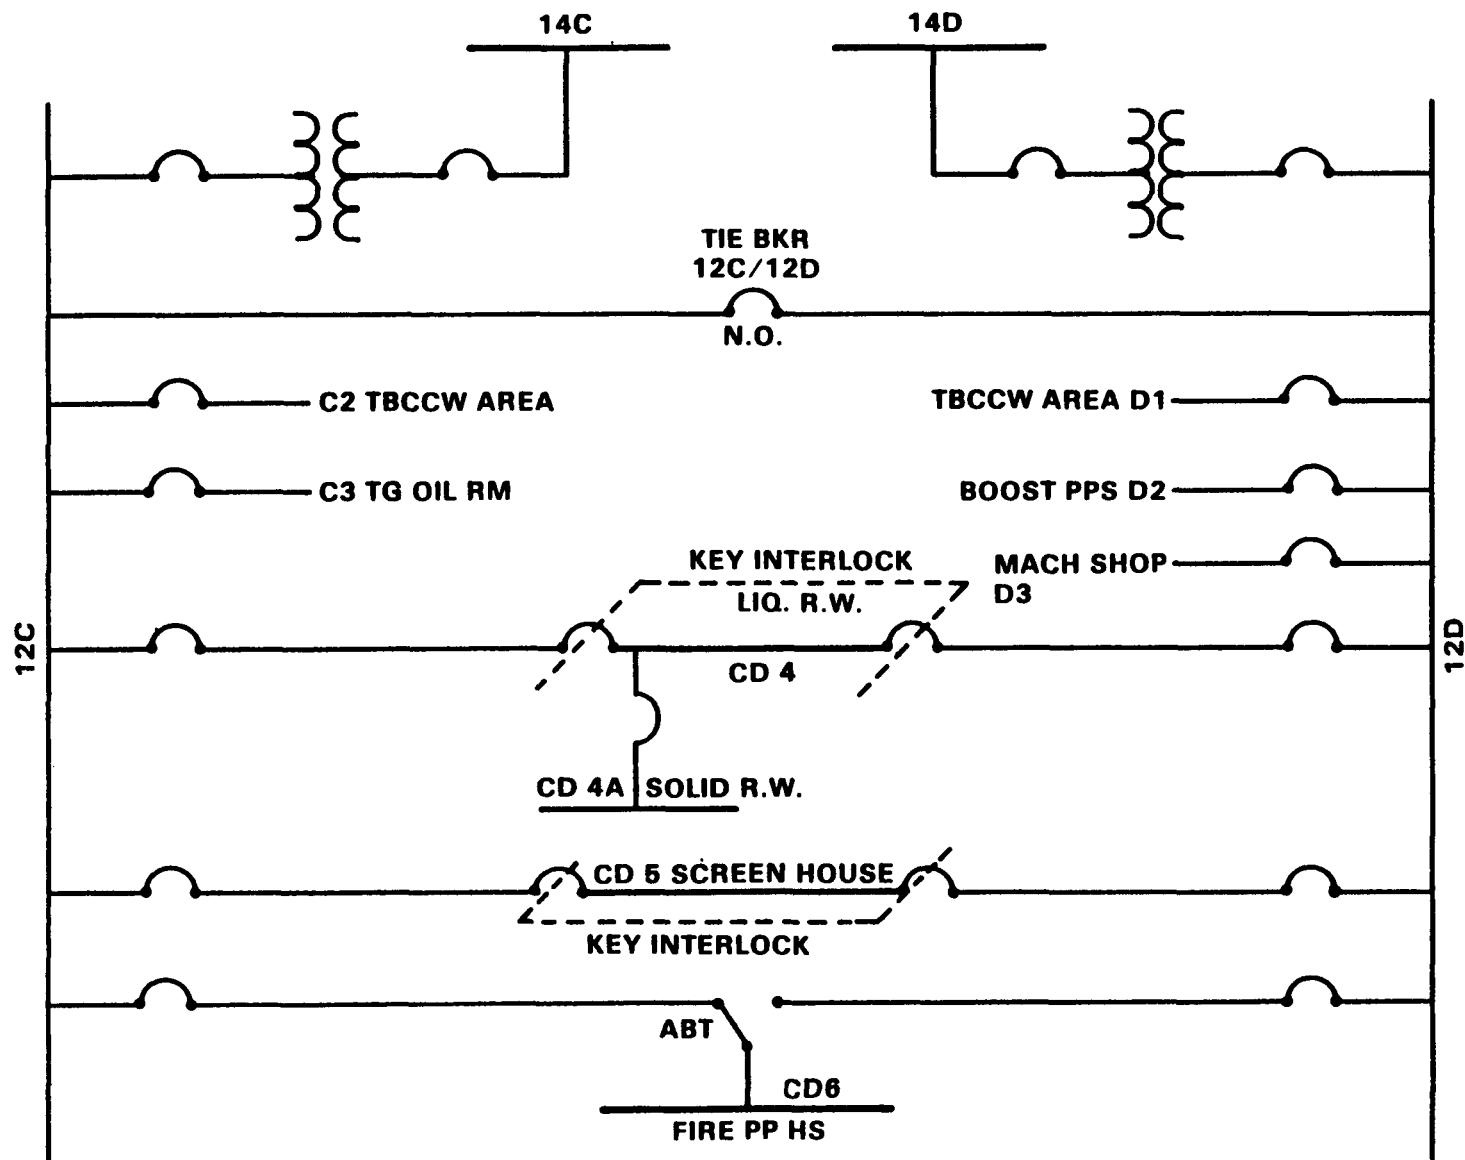 14C
14D
TIE BKR
12C/12D
N.O.
C2 TBCCW AREA
TBCCW AREA D1
C3 TG OIL RM
BOOST PPS D2
KEY INTERLOCK
MACH SHOP
D3
LIQ. R.W.
12C
12D
CD 4
CD 4A SOLID R.W.
CD 5 SCREEN HOUSE
KEY INTERLOCK
ABT
CD6
FIRE PP HS